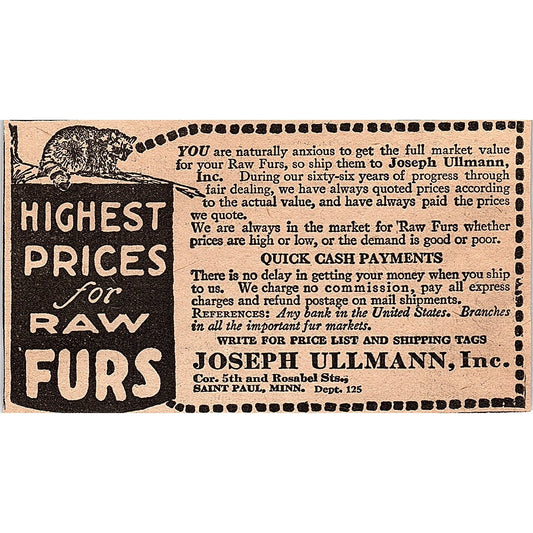 HIGHEST
PRICES
for
RAW
FURS
YOU are naturally anxious to get the full market value
for your Raw Furs, so ship them to Joseph Ullmann,
Inc. During our sixty-six years of progress through
fair dealing, we have always quoted prices according
to the actual value, and have always paid the prices
we quote.
We are always in the market for Raw Furs whether
prices are high or low, or the demand is good or poor.
QUICK CASH PAYMENTS
There is no delay in getting your money when you ship
to us. We charge no commission, pay all express
charges and refund postage on mail shipments.
REFERENCES: Any bank in the United States. Branches
in all the important fur markets.
WRITE FOR PRICE LIST AND SHIPPING TAGS
JOSEPH ULLMANN, Inc.
Cor. 5th and Rosabel Sts.,
SAINT PAUL, MINN. Dept. 125